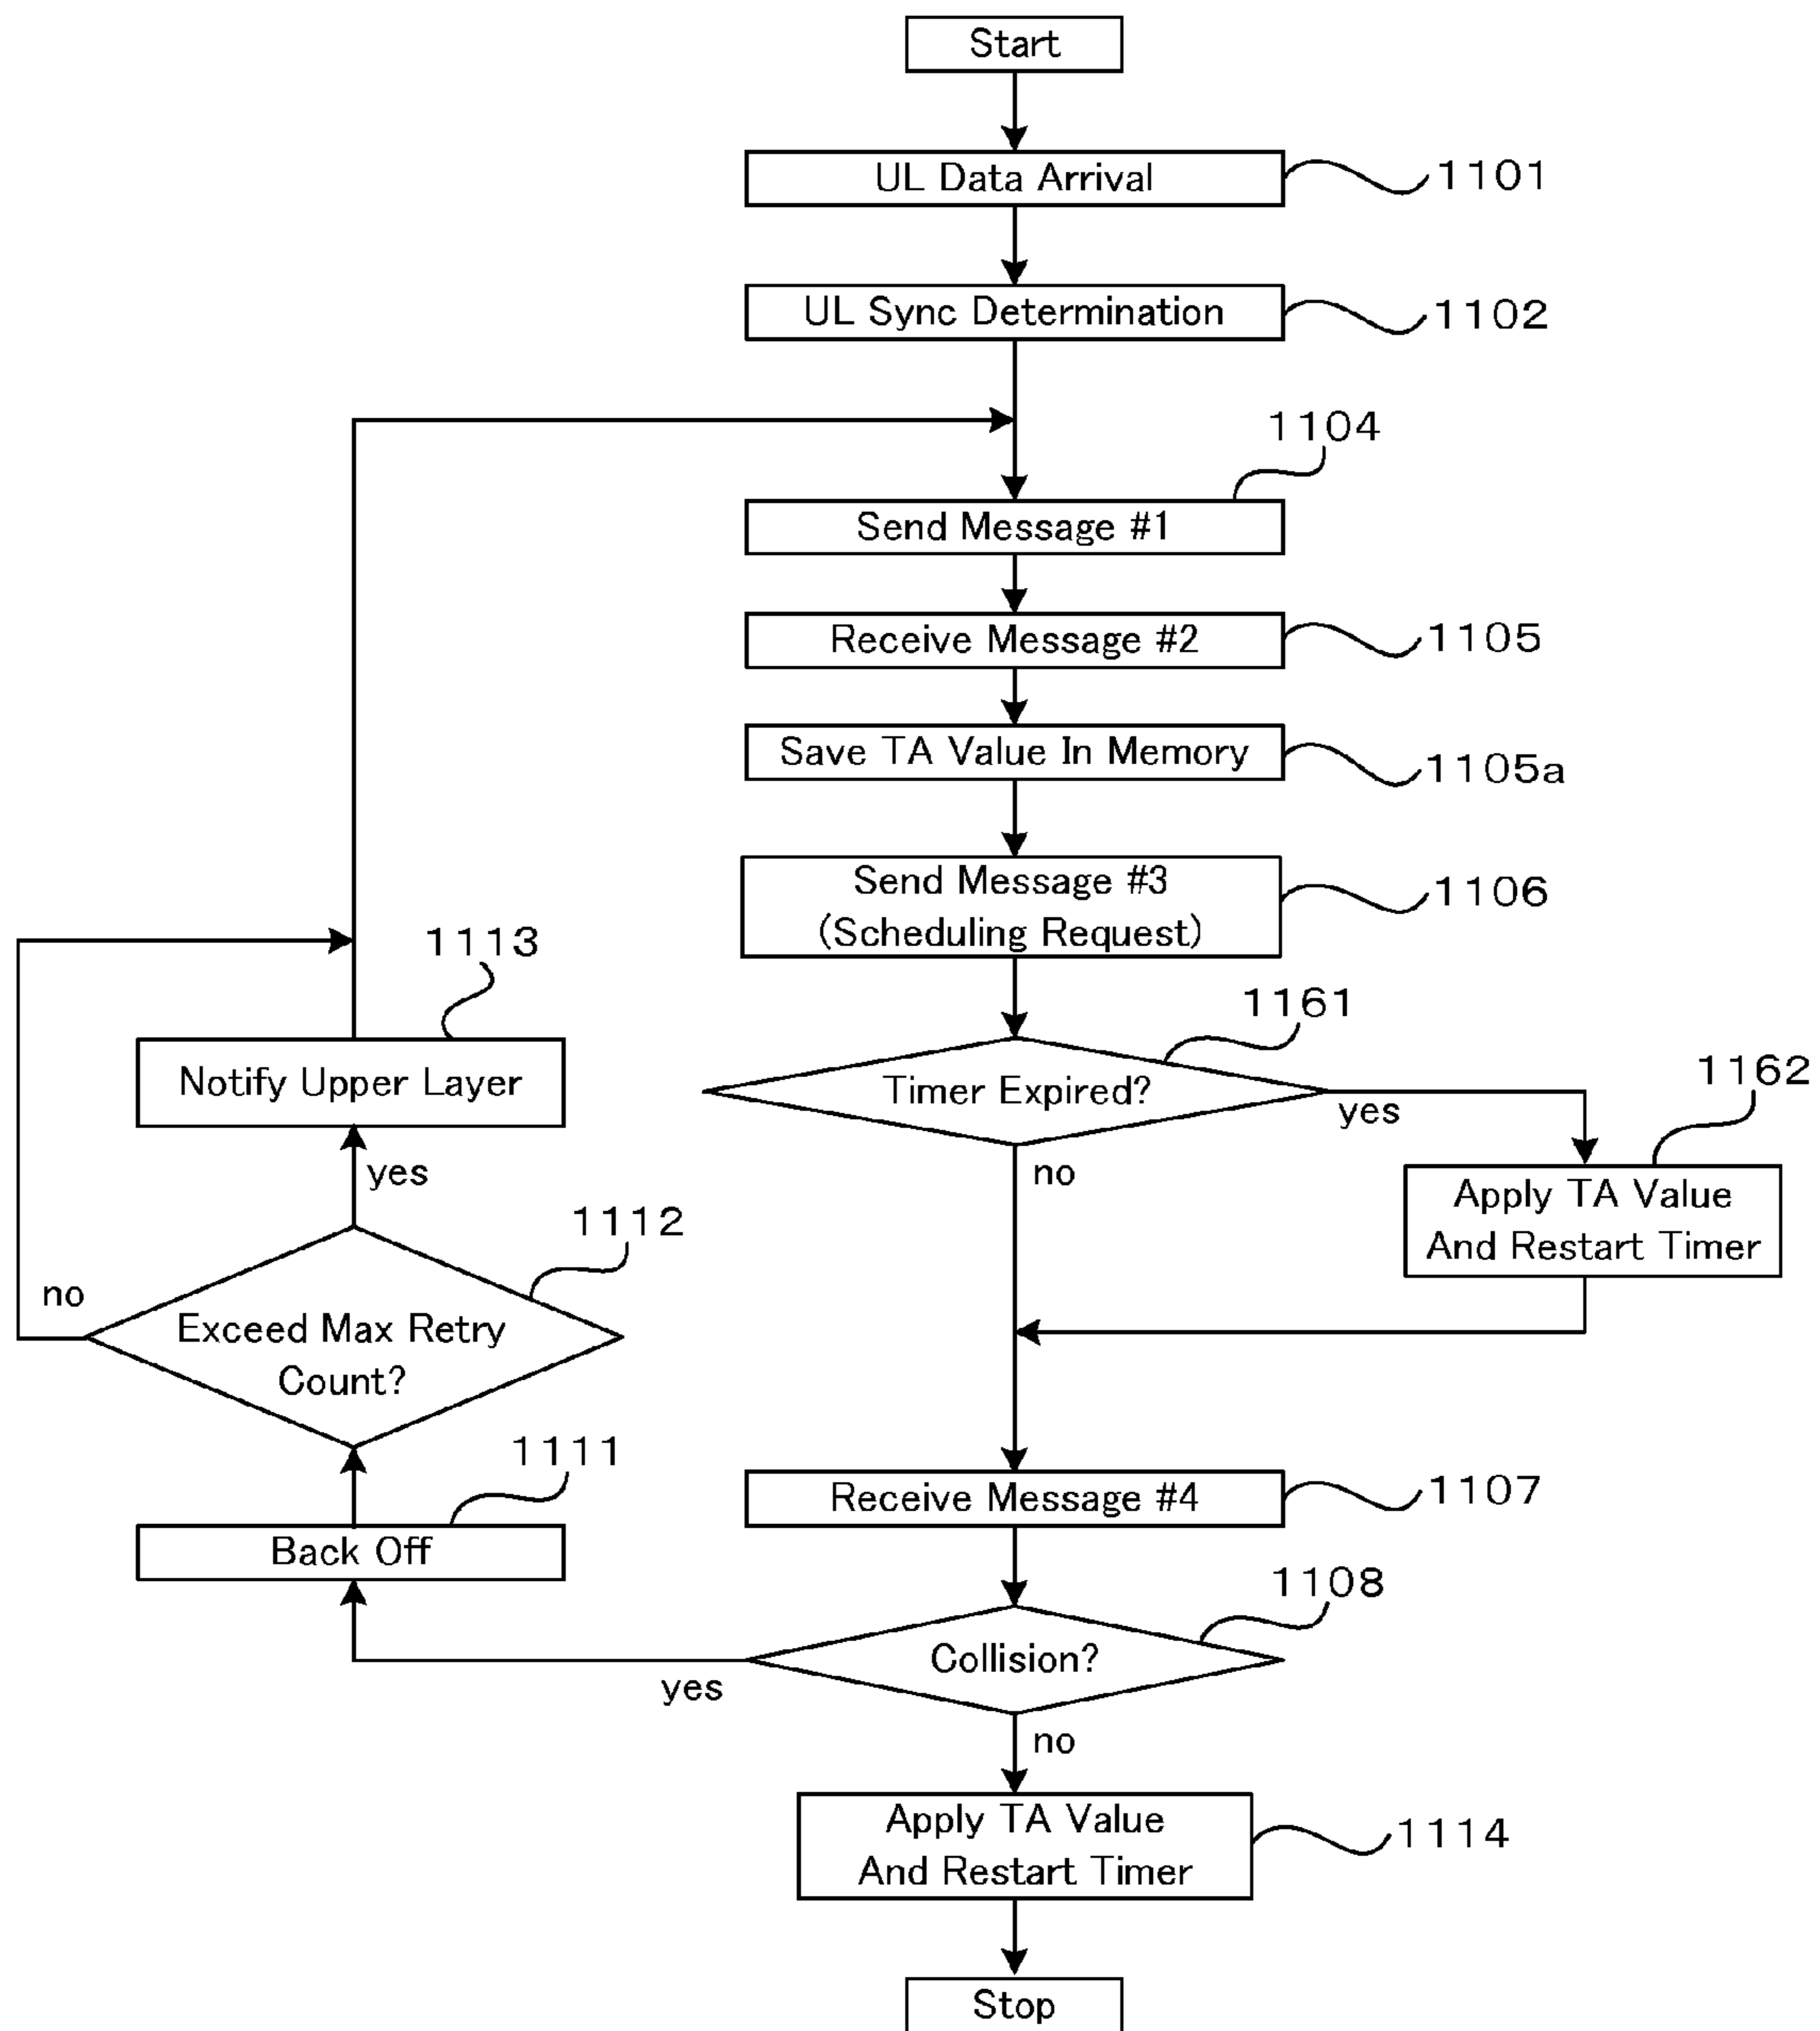 Start
UL Data Arrival
1101
UL Sync Determination
1102
1104
Send Message #1
Receive Message #2
1105
Save TA Value In Memory
1105a
Send Message #3
(Scheduling Request)
1106
1113
Notify Upper Layer
1161
Timer Expired?
yes
no
1162
Apply TA Value
And Restart Timer
yes
1112
no
Exceed Max Retry
Count?
1111
Back Off
Receive Message #4
1107
1108
Collision?
yes
no
Apply TA Value
And Restart Timer
1114
Stop